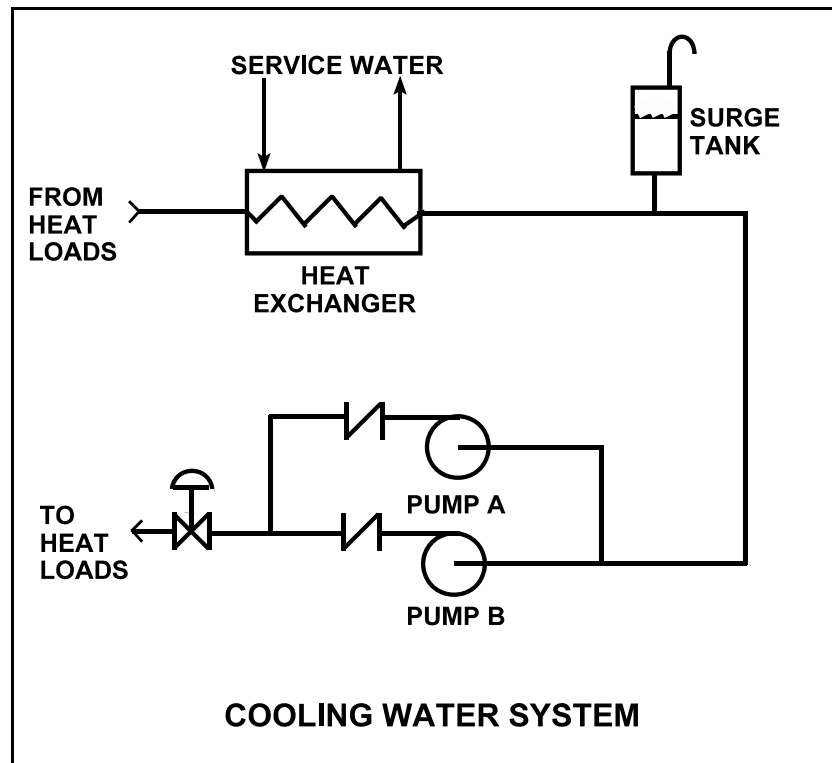 SERVICE WATER
SURGE
TANK
FROM
HEAT
LOADS
HEAT
EXCHANGER
PUMP A
TO
HEAT
LOADS
PUMP B
COOLING WATER SYSTEM